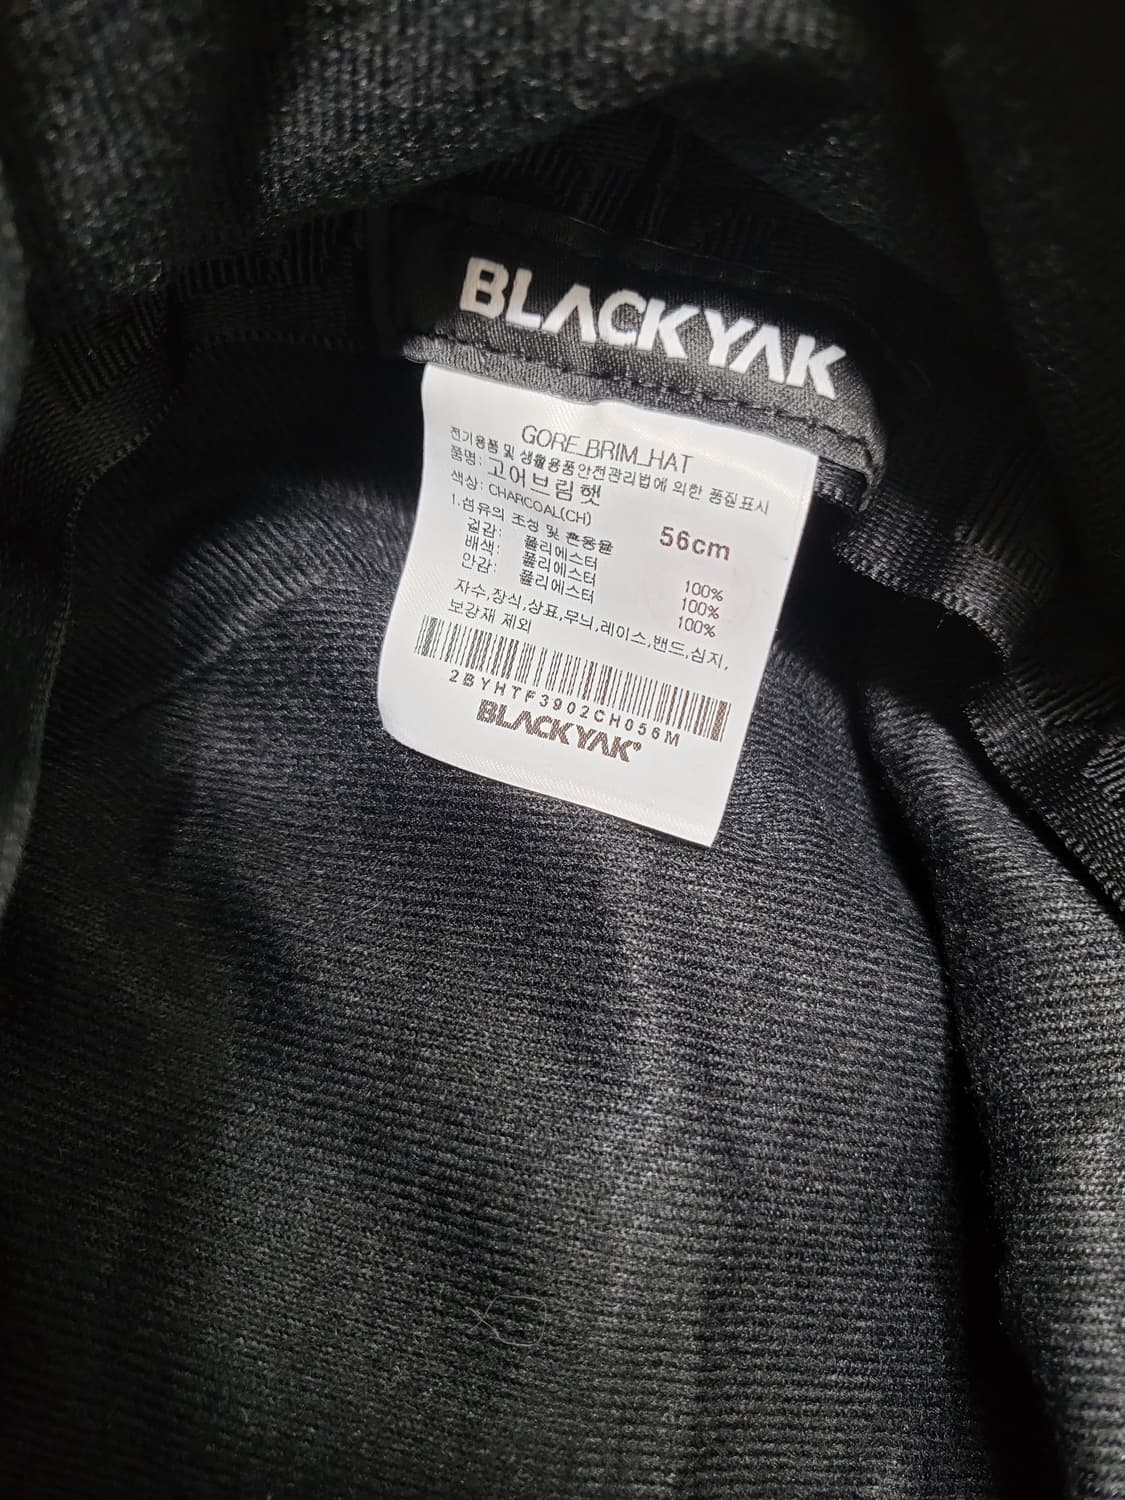 BLACKYAK
GORE_BRIM_HAT
전기용품 및 생활용품안전관리법에 의한 품질표시
품명: 고어브림햇
색상: CHARCOAL(CH)
56cm
1.섬유의 조성 및 혼용율
겉감: 폴리에스터 100%
배색: 폴리에스터 100%
안감: 폴리에스터 100%
자수,장식,상표,무늬,레이스,밴드,심지,
보강재 제외
2BYHTF3902CH056M
BLACKYAK®